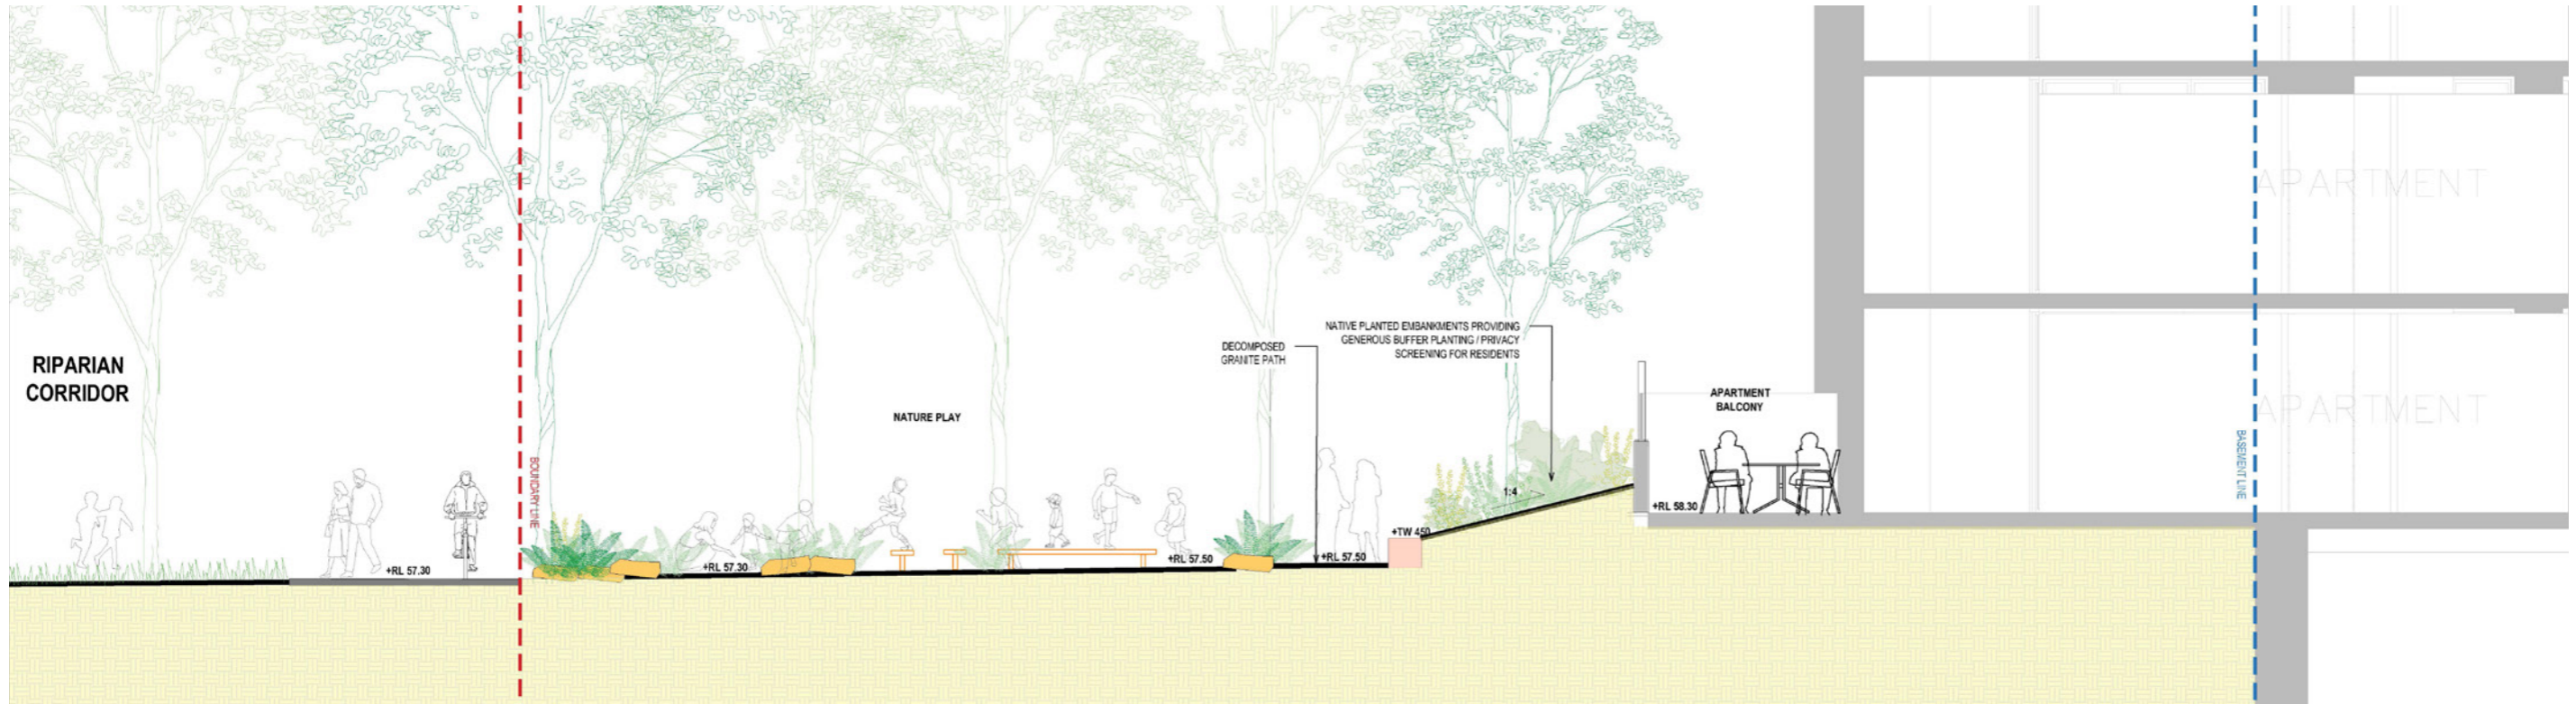 APARTMENT
RIPARIAN
CORRIDOR
NATIVE PLANTED EMBANKMENTS PROVIDING
GENEROUS BUFFER PLANTING / PRIVACY
SCREENING FOR RESIDENTS
DECOMPOSED
GRANITE PATH
NATURE PLAY
APARTMENT
BALCONY
APARTMENT
BOUNDARY LINE
BASEMENT LINE
1:4
+RL 58.30
+TW 450
+RL 57.30
+RL 57.30
+RL 57.50
+RL 57.50